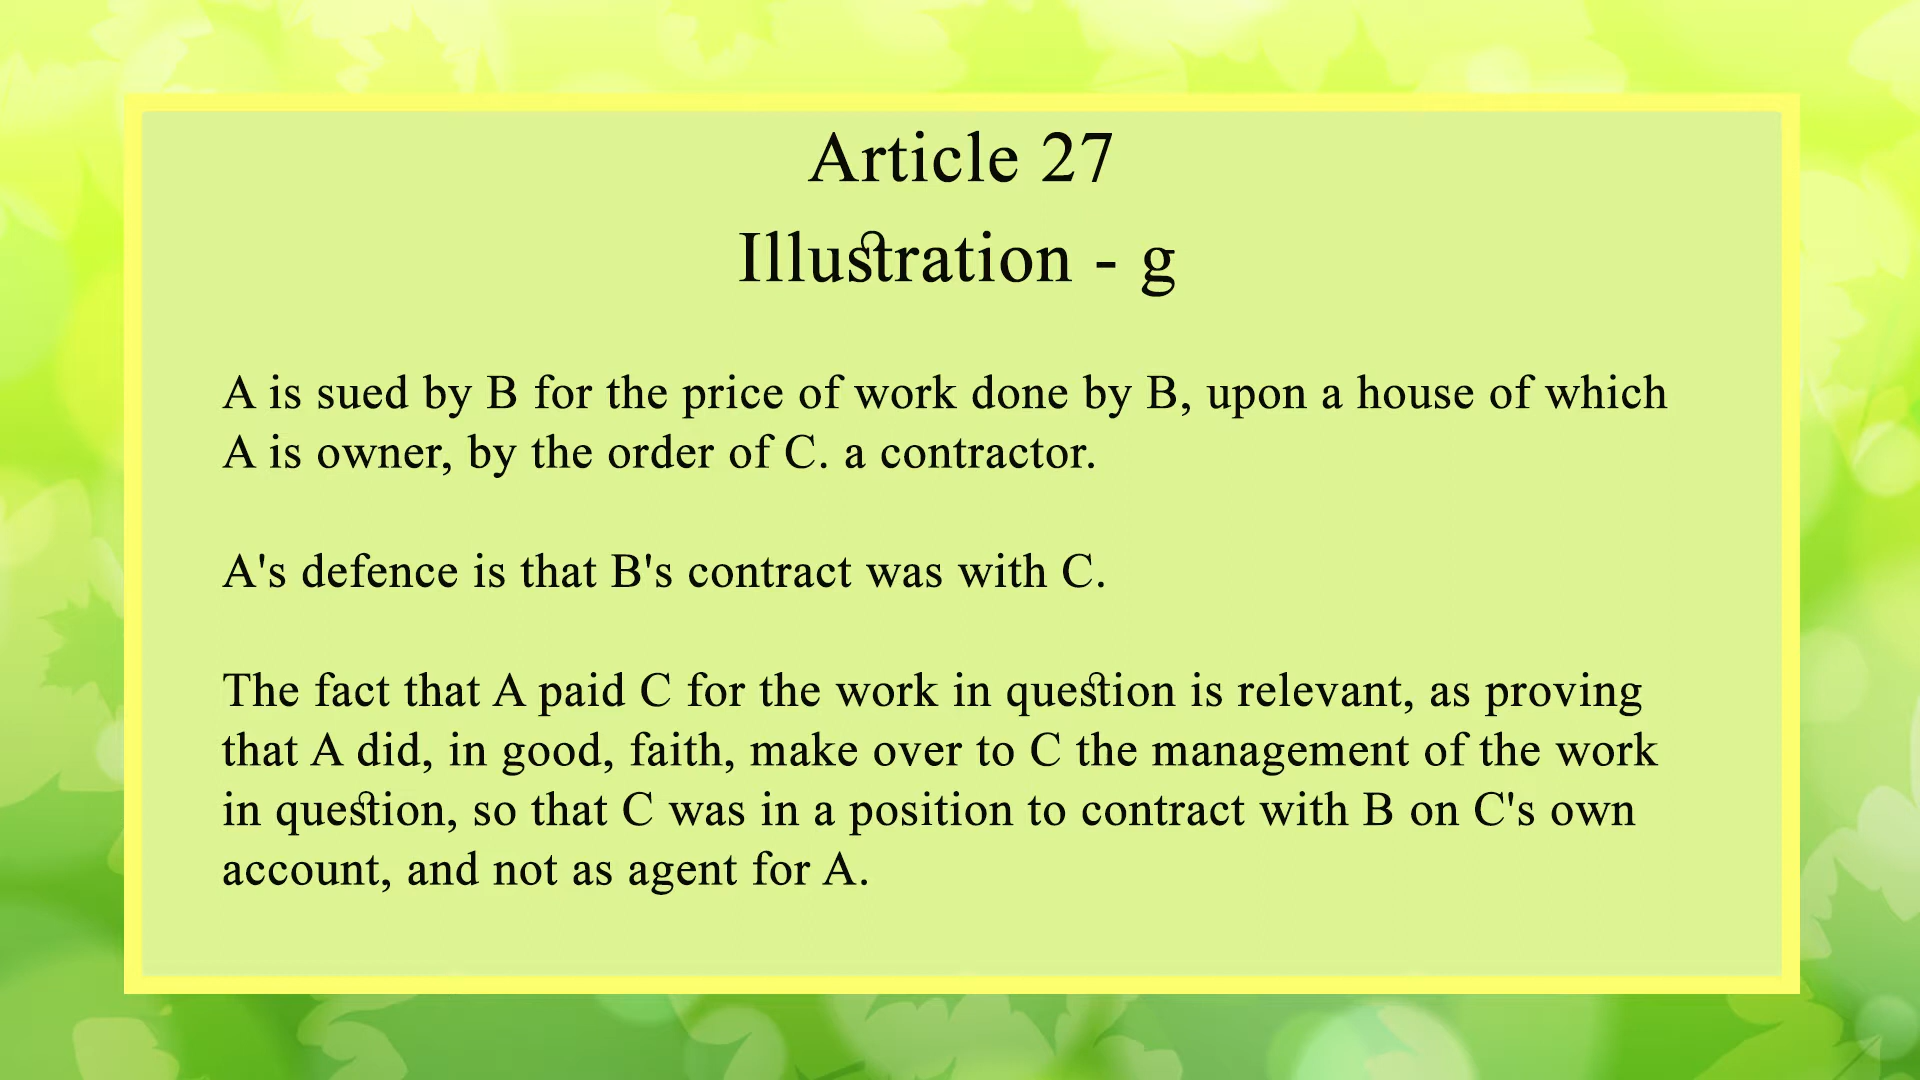 Article 27
Illustration - g
A is sued by B for the price of work done by B, upon a house of which
A is owner, by the order of C. a contractor.
A's defence is that B's contract was with C.
The fact that A paid C for the work in question is relevant, as proving
that A did, in good, faith, make over to C the management of the work
in question, so that C was in a position to contract with B on C's own
account, and not as agent for A.